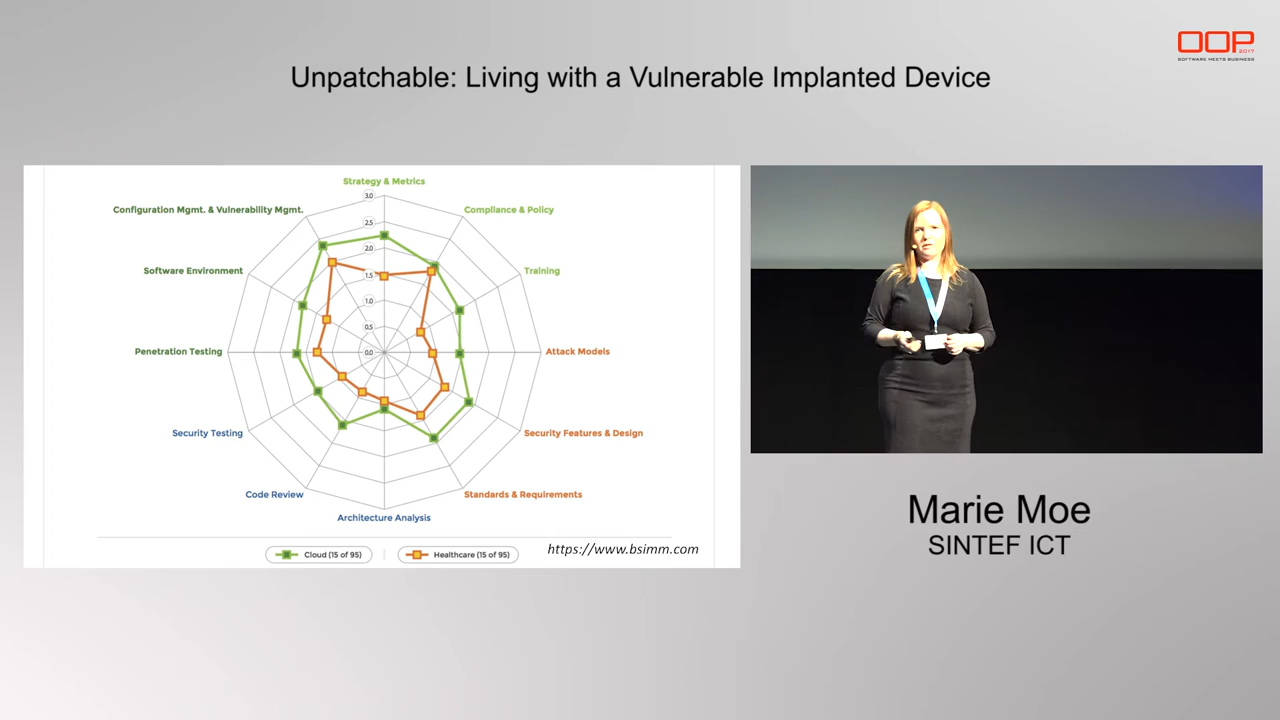 OOP
2017
SOFTWARE MEETS BUSINESS
Unpatchable: Living with a Vulnerable Implanted Device
Strategy & Metrics
Configuration Mgmt. & Vulnerability Mgmt.
Compliance & Policy
Software Environment
Training
Penetration Testing
Attack Models
Security Testing
Security Features & Design
Code Review
Standards & Requirements
Architecture Analysis
3.0
2.5
2.0
1.5
1.0
0.5
0.0
Cloud (15 of 95)
Healthcare (15 of 95)
https://www.bsimm.com
Marie Moe
SINTEF ICT